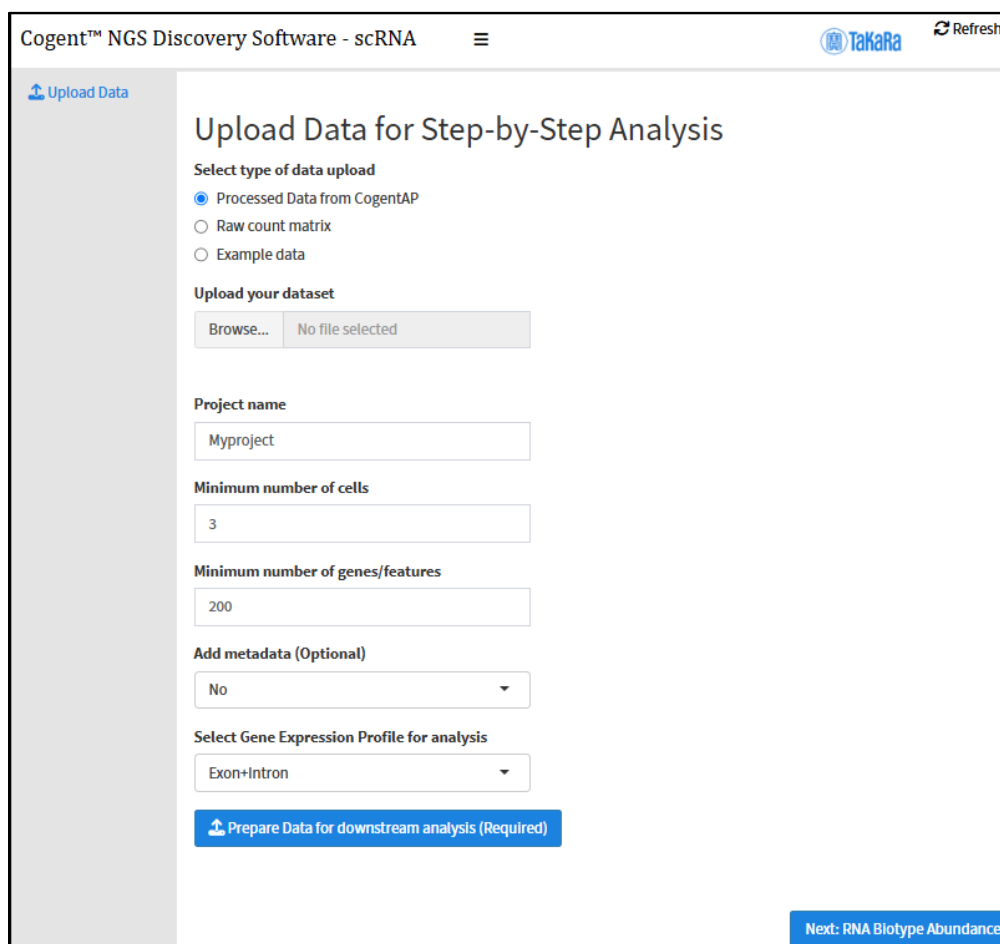 Cogent™ NGS Discovery Software - scRNA
TaKaRa
Refresh
Upload Data
Upload Data for Step-by-Step Analysis
Select type of data upload
Processed Data from CogentAP
Raw count matrix
Example data
Upload your dataset
Browse... No file selected
Project name
Myproject
Minimum number of cells
3
Minimum number of genes/features
200
Add metadata (Optional)
No
Select Gene Expression Profile for analysis
Exon+Intron
Prepare Data for downstream analysis (Required)
Next: RNA Biotype Abundance